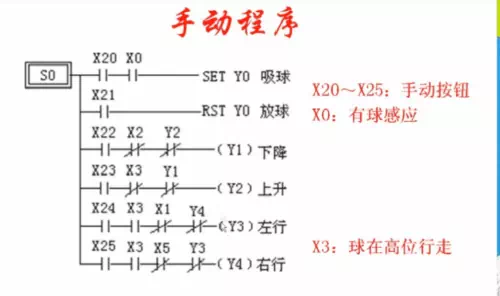 手动程序
X20 X0
S0 SET Y0 吸球
X21
RST Y0 放球
X22 X2 Y2
(Y1)下降
X23 X3 Y1
(Y2)上升
X24 X3 X1 Y4
(Y3)左行
X25 X3 X5 Y3
(Y4)右行
X20～X25：手动按钮
X0：有球感应
X3：球在高位行走